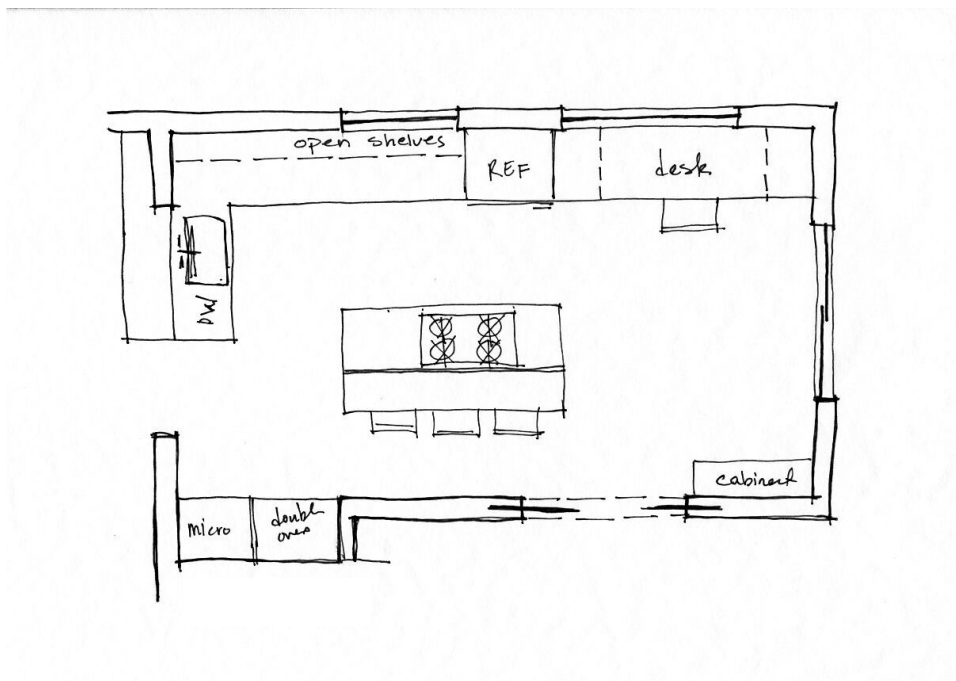 open shelves
REF
desk
DW
cabinet
micro
double
oven